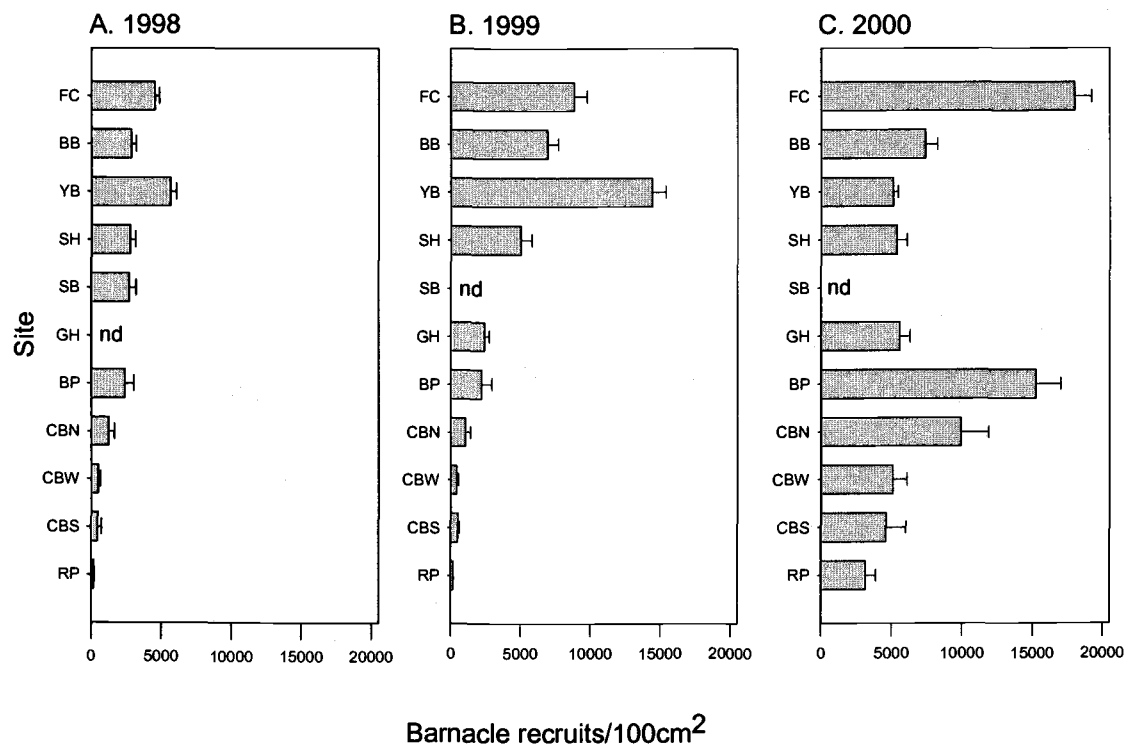 A. 1998
B. 1999
C. 2000
Site
FC
BB
YB
SH
SB
GH nd
BP
CBN
CBW
CBS
RP
0 5000 10000 15000 20000
FC
BB
YB
SH
SB nd
GH
BP
CBN
CBW
CBS
RP
0 5000 10000 15000 20000
FC
BB
YB
SH
SB nd
GH
BP
CBN
CBW
CBS
RP
0 5000 10000 15000 20000
Barnacle recruits/100cm²